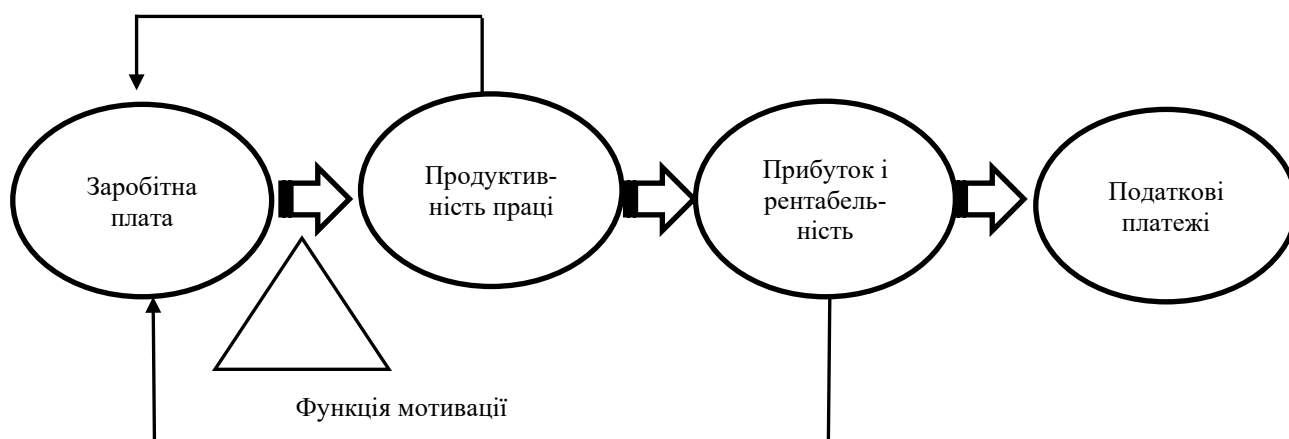 Заробітна
плата
Продуктив-
ність праці
Прибуток і
рентабель-
ність
Податкові
платежі
Функція мотивації